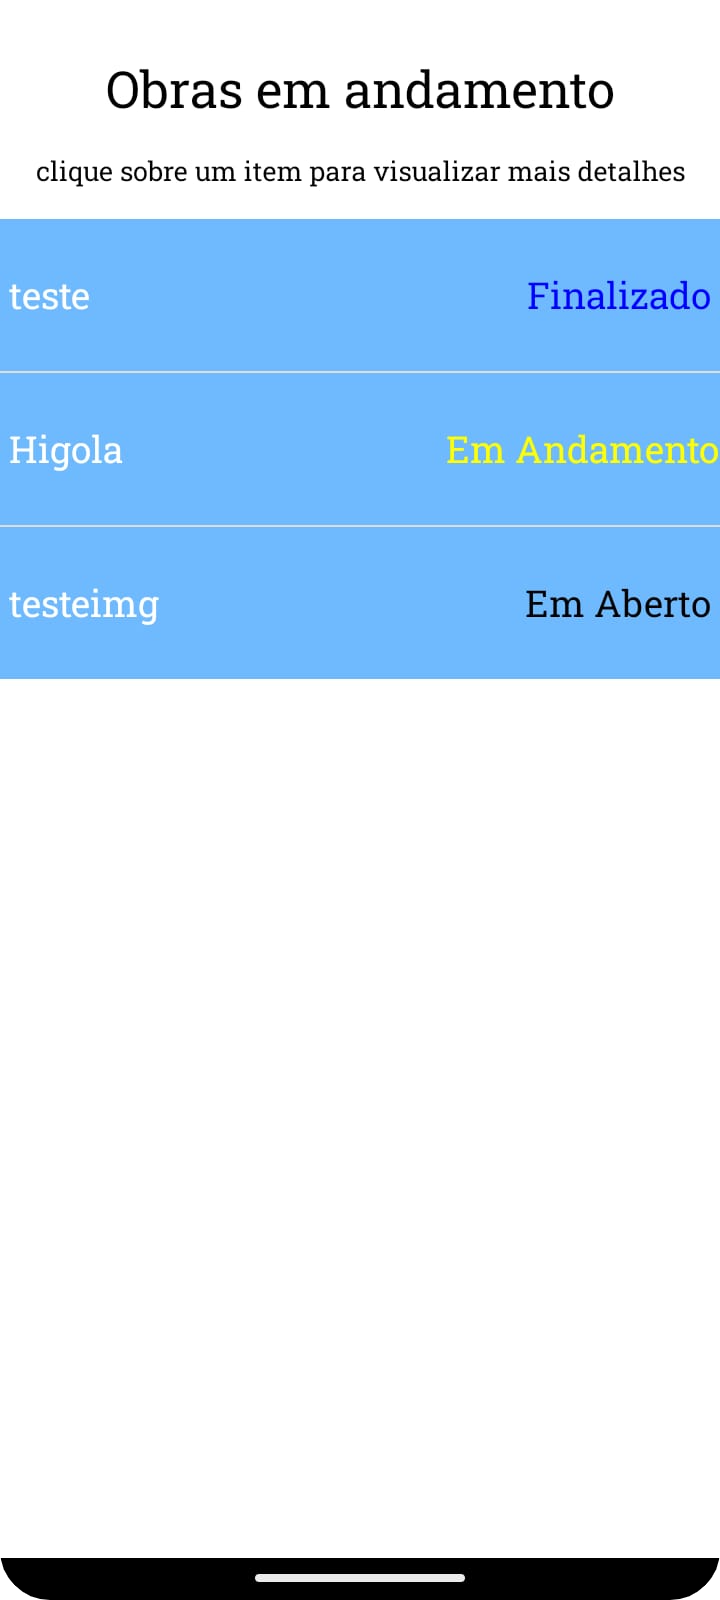 Obras em andamento
clique sobre um item para visualizar mais detalhes
teste Finalizado
Higola Em Andamento
testeimg Em Aberto